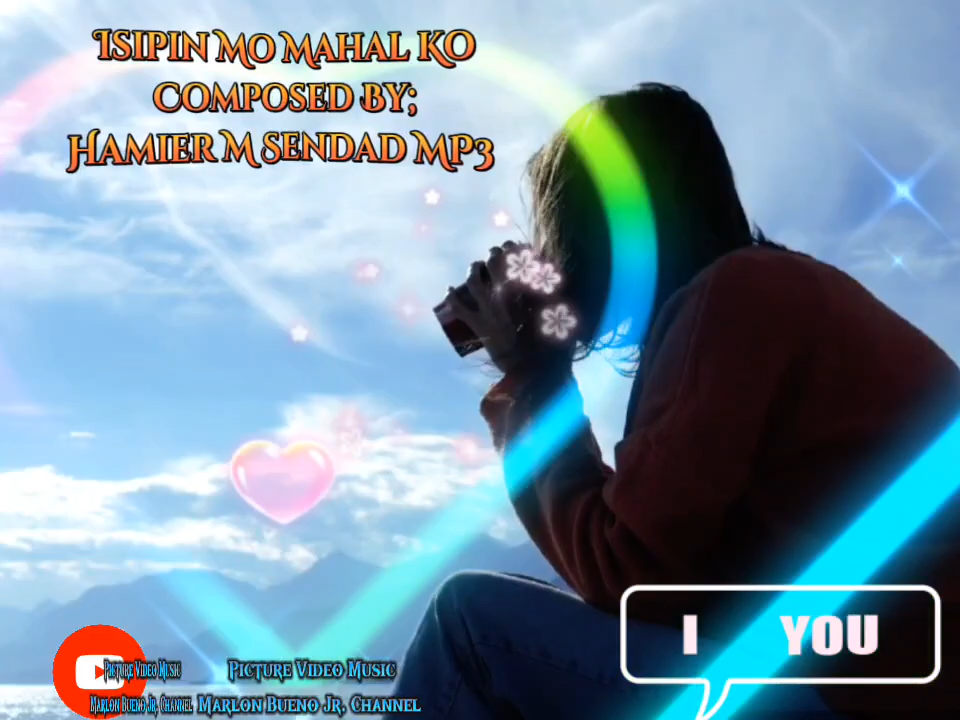 Isipin Mo Mahal KO
Composed By;
Hamier M Sendad MP3
I YOU
Picture Video Music
Picture Video Music
Marlon Bueno Jr. Channel
Marlon Bueno Jr. Channel